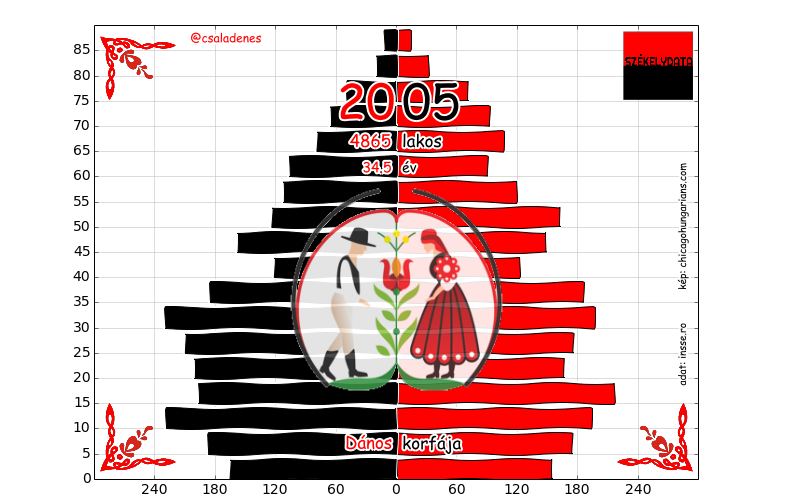 @csaladenes
SZÉKELYDATA
2005
4865 lakos
34.5 év
kép: chicagohungarians.com
adat: insse.ro
Dános korfája
85
80
75
70
65
60
55
50
45
40
35
30
25
20
15
10
5
0
240 180 120 60 0 60 120 180 240